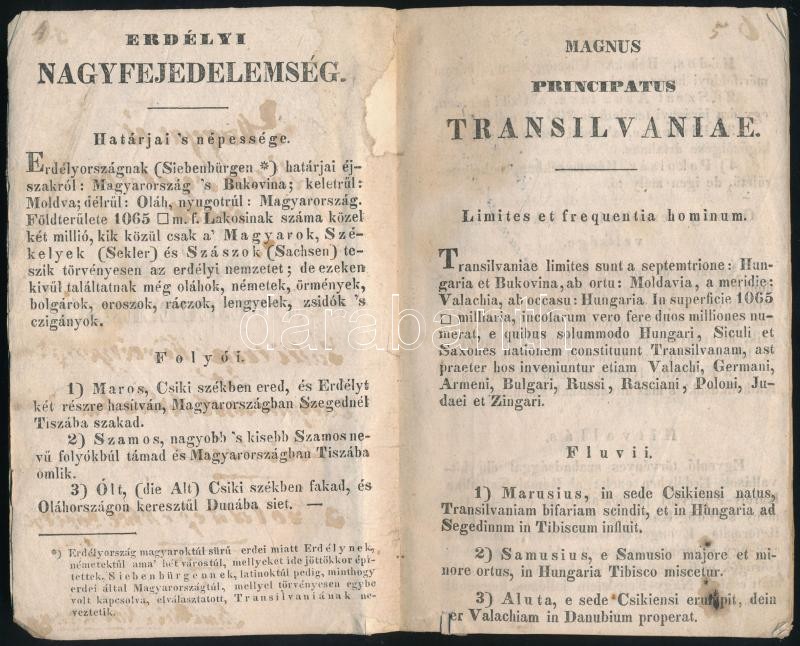 ERDÉLYI
NAGYFEJEDELEMSÉG.
Határjai 's népessége.
Erdélyországnak (Siebenbürgen *) határjai éj-
szakról: Magyarország 's Bukovina; keletrűl:
Moldva; délrűl: Oláh, nyugotrúl: Magyarország.
Földterülete 1065 □ m. f. Lakosinak száma közel
két millió, kik közűl csak a' Magyarok, Szé-
kelyek (Sekler) és Szászok (Sachsen) te-
szik törvényesen az erdélyi nemzetet; de ezeken
kivül találtatnak még oláhok, németek, örmények,
bolgárok, oroszok, ráczok, lengyelek, zsidók 's
czigányok.
Folyói.
1) Maros, Csiki székben ered, és Erdélyt
két részre hasítván, Magyarországban Szegednél
Tiszába szakad.
2) Szamos, nagyobb 's kisebb Szamos ne-
vű folyókbúl támad és Magyarországban Tiszába
ömlik.
3) Ólt, (die Alt) Csiki székben fakad, és
Oláhországon keresztűl Dunába siet. —
*) Erdélyország magyaroktúl sűrű erdei miatt Erdélynek,
németektűl ama' hét várostúl, mellyeket ide jöttökkor épí-
tettek, Siebenbürgennek, latinoktúl pedig, minthogy
erdei által Magyarországtúl, mellyel törvényesen egybe
volt kapcsolva, elválasztatott, Transilvaniának ne-
veztetik.
MAGNUS
PRINCIPATUS
TRANSILVANIAE.
Limites et frequentia hominum.
Transilvaniae limites sunt a septemtrione: Hun-
garia et Bukovina, ab ortu: Moldavia, a meridie:
Valachia, ab occasu: Hungaria. In superficie 1065
□ milliaria, incolarum vero fere duos milliones nu-
merat, e quibus solummodo Hungari, Siculi et
Saxones nationem constituunt Transilvanam, ast
praeter hos inveniuntur etiam Valachi, Germani,
Armeni, Bulgari, Russi, Rasciani, Poloni, Ju-
daei et Zingari.
Fluvii.
1) Marusius, in sede Csikiensi natus,
Transilvaniam bifariam scindit, et in Hungaria ad
Segedinum in Tibiscum influit.
2) Samusius, e Samusio majore et mi-
nore ortus, in Hungaria Tibisco miscetur.
3) Aluta, e sede Csikiensi erumpit, dein
per Valachiam in Danubium properat.
darabanth